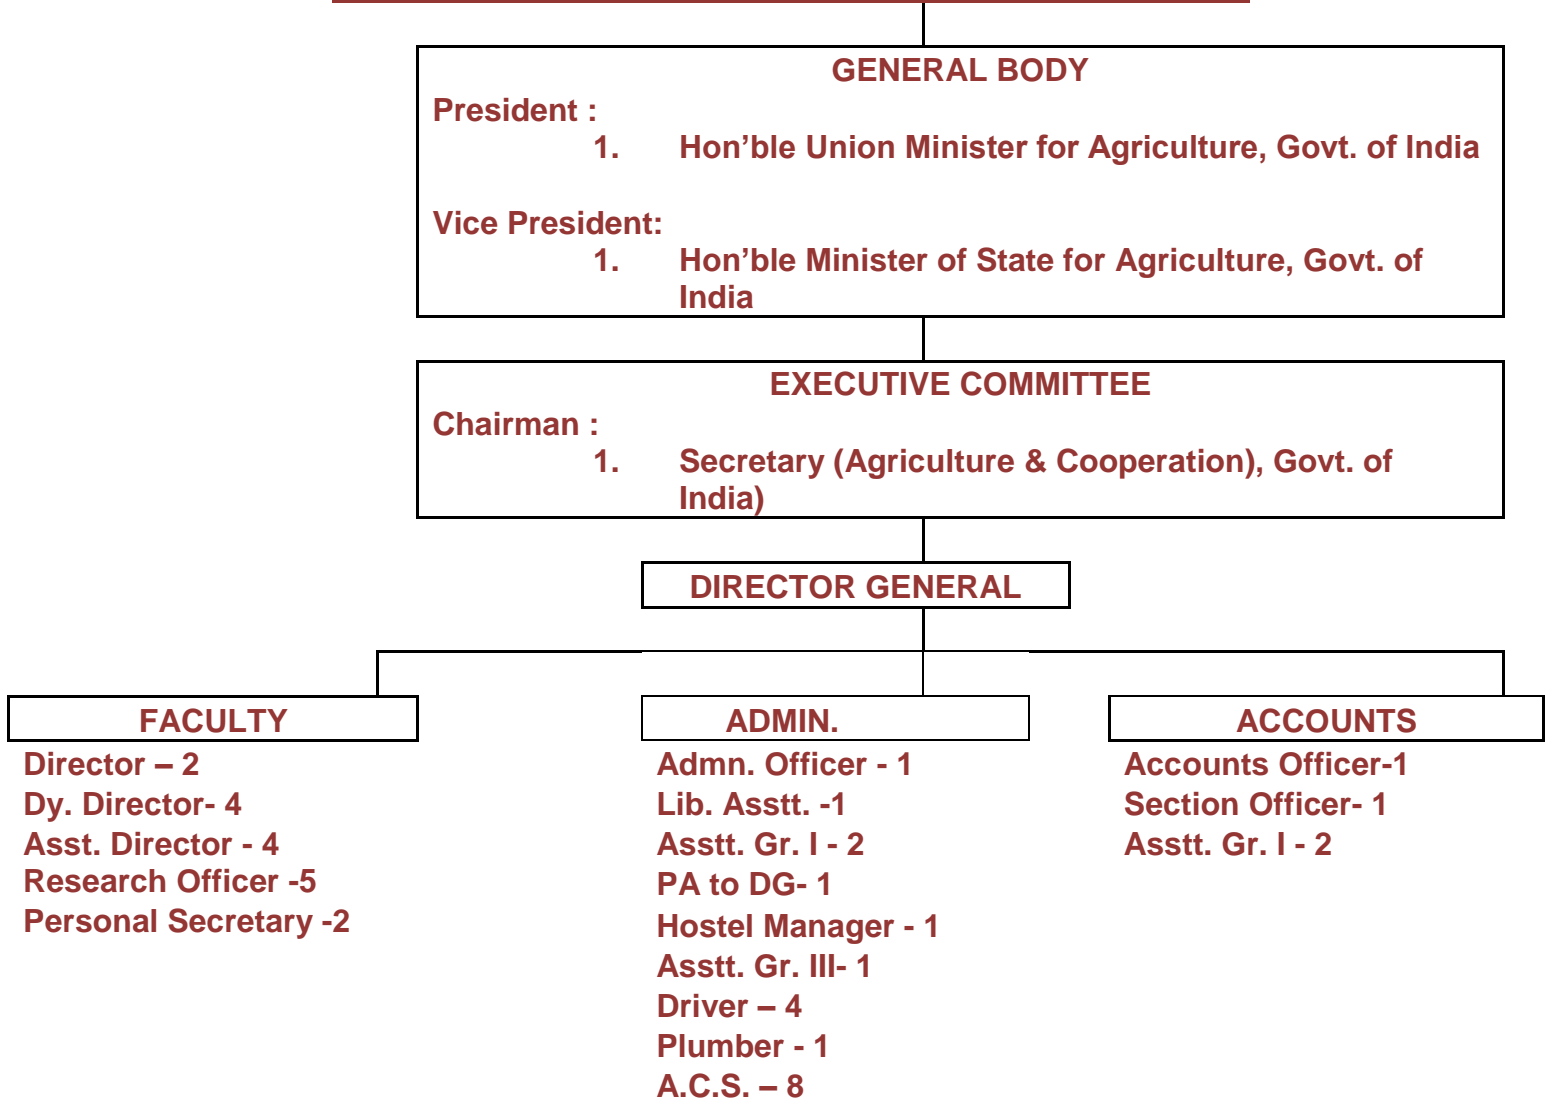 GENERAL BODY
President :
1. Hon’ble Union Minister for Agriculture, Govt. of India
Vice President:
1. Hon’ble Minister of State for Agriculture, Govt. of
India
EXECUTIVE COMMITTEE
Chairman :
1. Secretary (Agriculture & Cooperation), Govt. of
India)
DIRECTOR GENERAL
FACULTY
Director – 2
Dy. Director- 4
Asst. Director - 4
Research Officer -5
Personal Secretary -2
ADMIN.
Admn. Officer - 1
Lib. Asstt. -1
Asstt. Gr. I - 2
PA to DG- 1
Hostel Manager - 1
Asstt. Gr. III- 1
Driver – 4
Plumber - 1
A.C.S. – 8
ACCOUNTS
Accounts Officer-1
Section Officer- 1
Asstt. Gr. I - 2